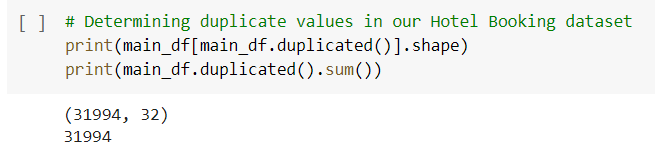 [ ] # Determining duplicate values in our Hotel Booking dataset
print(main_df[main_df.duplicated()].shape)
print(main_df.duplicated().sum())
(31994, 32)
31994